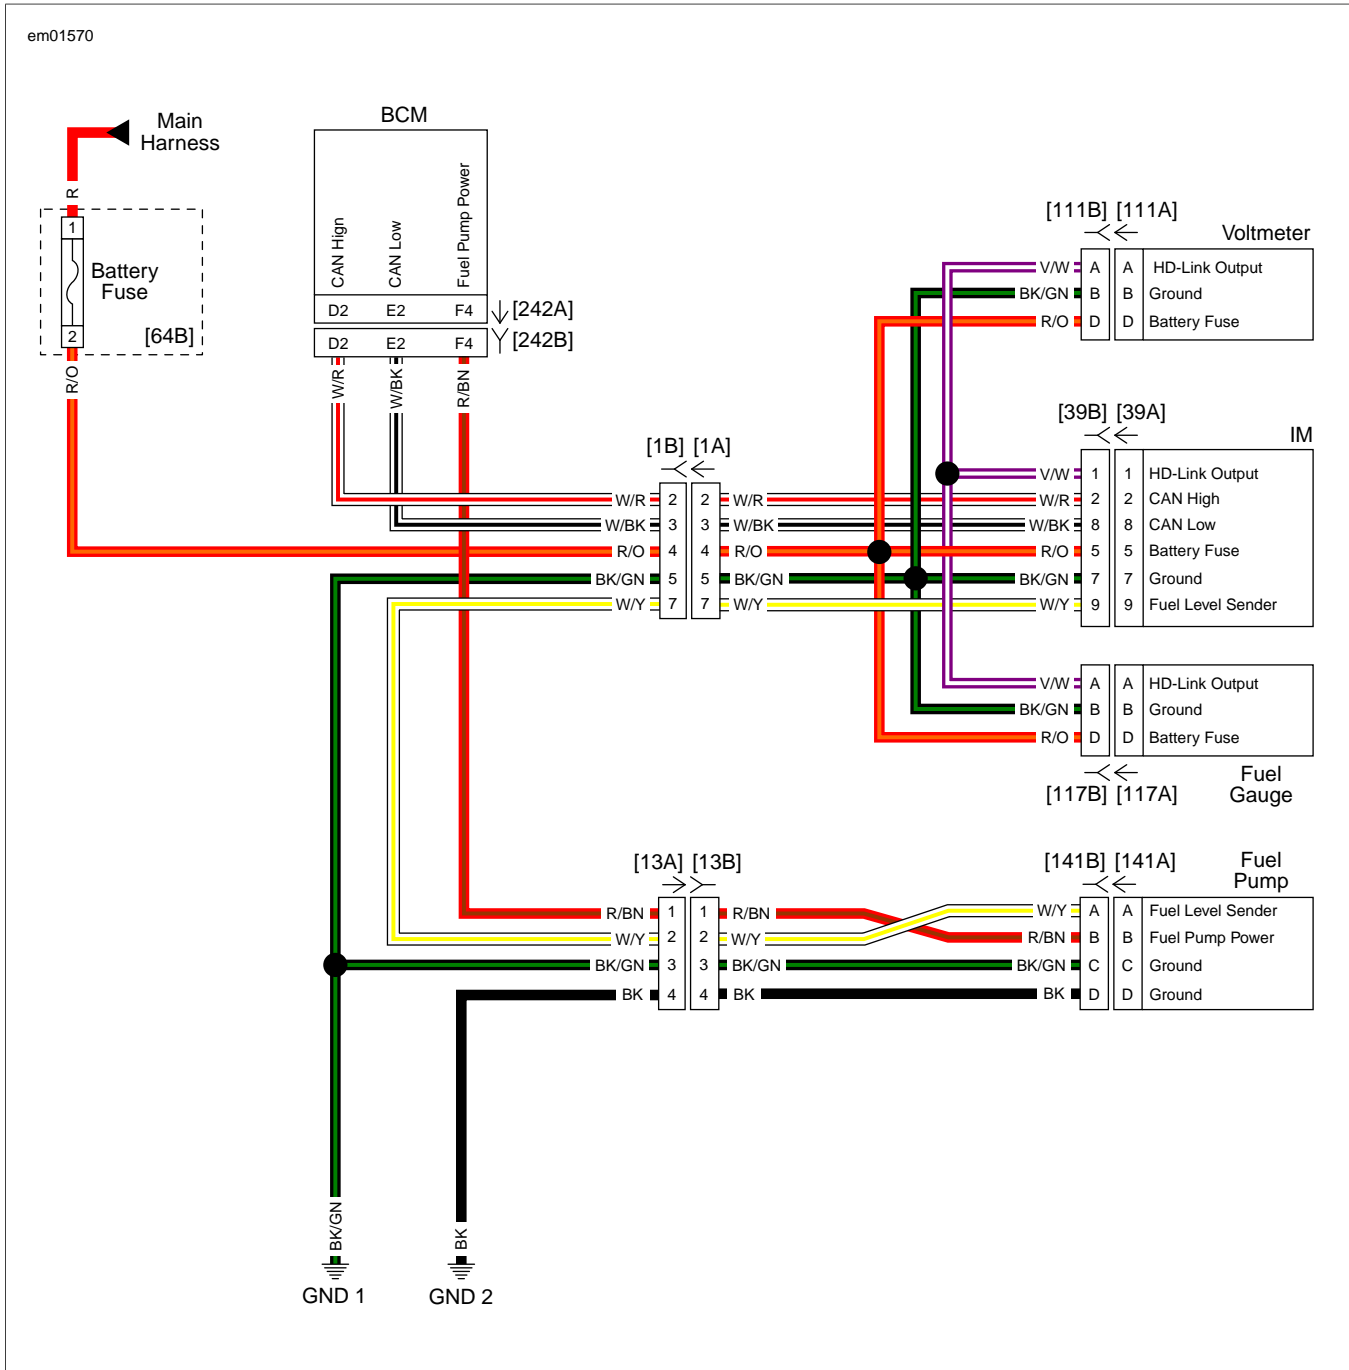 em01570
Main
Harness
R
1
Battery
Fuse
2
[64B]
R/O
BCM
CAN Hign
CAN Low
Fuel Pump Power
D2 E2 F4
[242A]
D2 E2 F4
[242B]
W/R
W/BK
R/BN
[1B] [1A]
W/R 2 2 W/R
W/BK 3 3 W/BK
R/O 4 4 R/O
BK/GN 5 5 BK/GN
W/Y 7 7 W/Y
[111B] [111A]
Voltmeter
V/W A A HD-Link Output
BK/GN B B Ground
R/O D D Battery Fuse
[39B] [39A]
IM
V/W 1 1 HD-Link Output
W/R 2 2 CAN High
W/BK 8 8 CAN Low
R/O 5 5 Battery Fuse
BK/GN 7 7 Ground
W/Y 9 9 Fuel Level Sender
V/W A A HD-Link Output
BK/GN B B Ground
R/O D D Battery Fuse
[117B] [117A]
Fuel
Gauge
[13A] [13B]
R/BN 1 1 R/BN
W/Y 2 2 W/Y
BK/GN 3 3 BK/GN
BK 4 4 BK
[141B] [141A]
Fuel
Pump
W/Y A A Fuel Level Sender
R/BN B B Fuel Pump Power
BK/GN C C Ground
BK D D Ground
BK/GN
GND 1
BK
GND 2